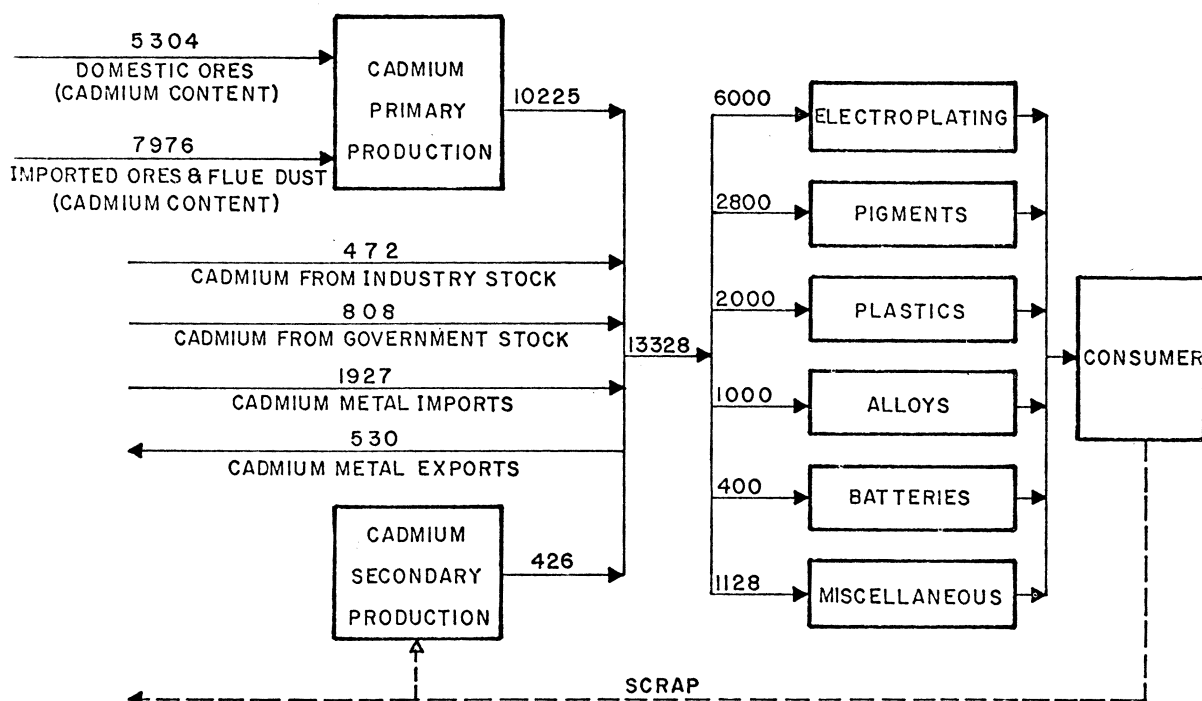 5304
DOMESTIC ORES
(CADMIUM CONTENT)
7976
IMPORTED ORES & FLUE DUST
(CADMIUM CONTENT)
CADMIUM
PRIMARY
PRODUCTION
10225
472
CADMIUM FROM INDUSTRY STOCK
808
CADMIUM FROM GOVERNMENT STOCK
1927
CADMIUM METAL IMPORTS
530
CADMIUM METAL EXPORTS
CADMIUM
SECONDARY
PRODUCTION
426
13328
6000
ELECTROPLATING
2800
PIGMENTS
2000
PLASTICS
1000
ALLOYS
400
BATTERIES
1128
MISCELLANEOUS
CONSUMER
SCRAP